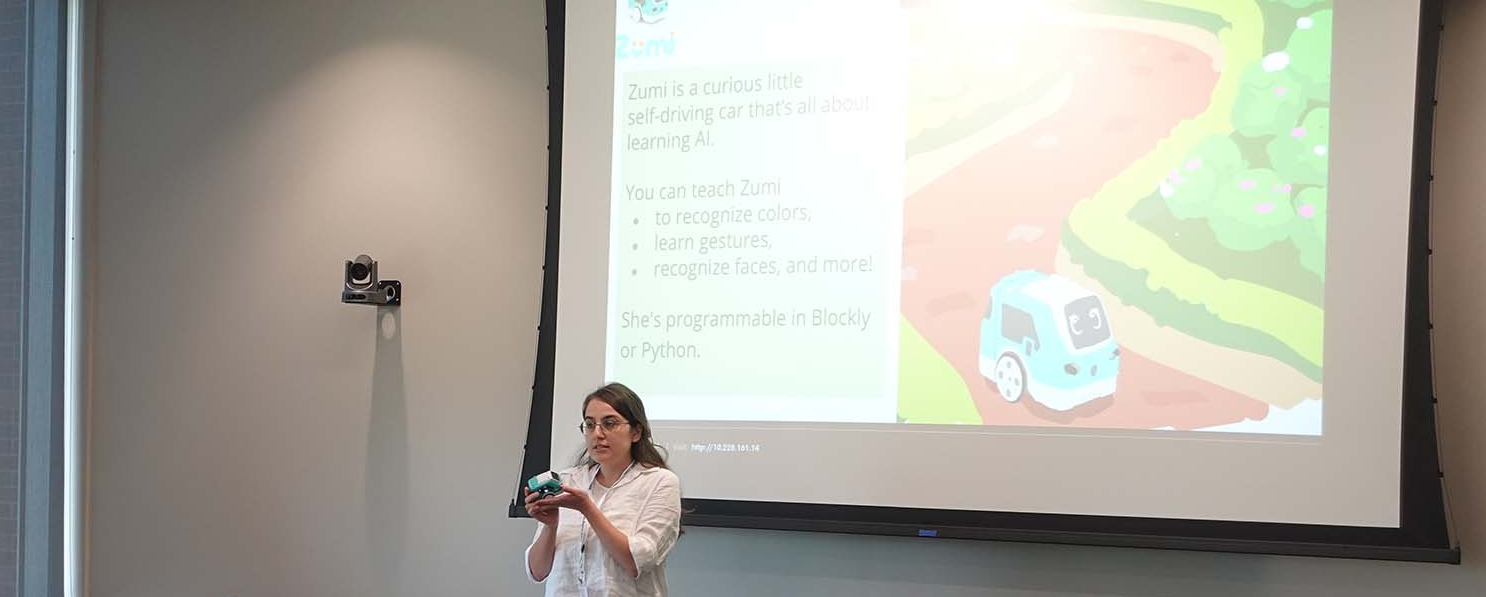 Zumi
Zumi is a curious little
self-driving car that's all about
learning AI.
You can teach Zumi
• to recognize colors,
• learn gestures,
• recognize faces, and more!
She's programmable in Blockly
or Python.
visit http://10.228.161.14